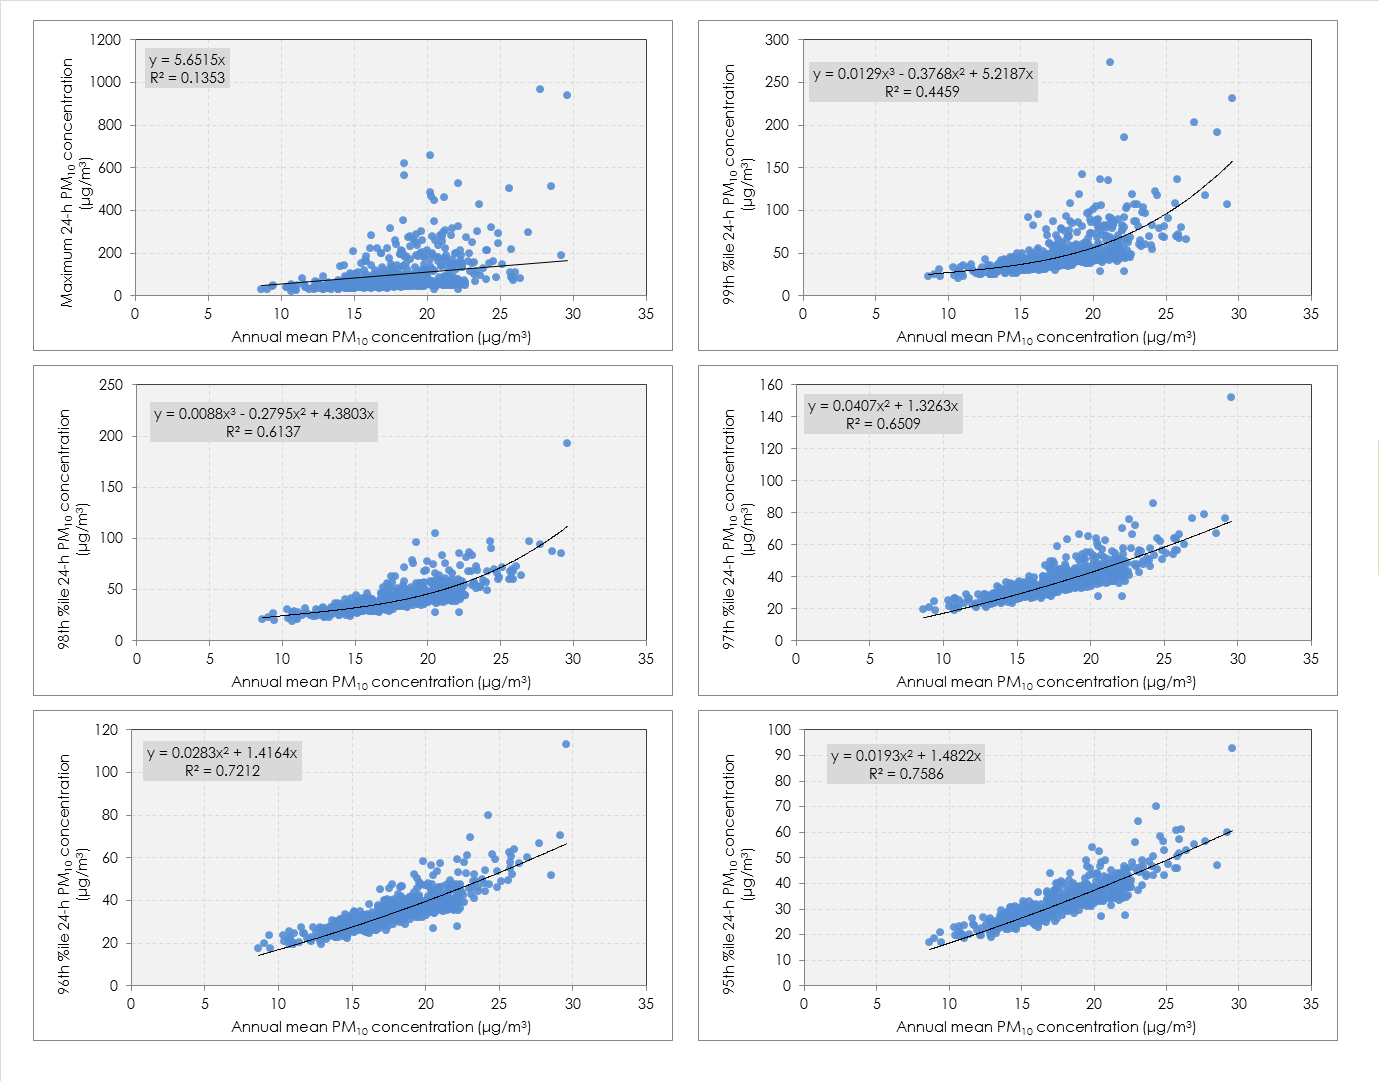 1200
1000
800
600
400
200
0
Maximum 24-h PM₁₀ concentration
(µg/m³)
y = 5.6515x
R² = 0.1353
0 5 10 15 20 25 30 35
Annual mean PM₁₀ concentration (µg/m³)
300
250
200
150
100
50
0
99th %ile 24-h PM₁₀ concentration
(µg/m³)
y = 0.0129x³ - 0.3768x² + 5.2187x
R² = 0.4459
0 5 10 15 20 25 30 35
Annual mean PM₁₀ concentration (µg/m³)
250
200
150
100
50
0
98th %ile 24-h PM₁₀ concentration
(µg/m³)
y = 0.0088x³ - 0.2795x² + 4.3803x
R² = 0.6137
0 5 10 15 20 25 30 35
Annual mean PM₁₀ concentration (µg/m³)
160
140
120
100
80
60
40
20
0
97th %ile 24-h PM₁₀ concentration
(µg/m³)
y = 0.0407x² + 1.3263x
R² = 0.6509
0 5 10 15 20 25 30 35
Annual mean PM₁₀ concentration (µg/m³)
120
100
80
60
40
20
0
96th %ile 24-h PM₁₀ concentration
(µg/m³)
y = 0.0283x² + 1.4164x
R² = 0.7212
0 5 10 15 20 25 30 35
Annual mean PM₁₀ concentration (µg/m³)
100
90
80
70
60
50
40
30
20
10
0
95th %ile 24-h PM₁₀ concentration
(µg/m³)
y = 0.0193x² + 1.4822x
R² = 0.7586
0 5 10 15 20 25 30 35
Annual mean PM₁₀ concentration (µg/m³)